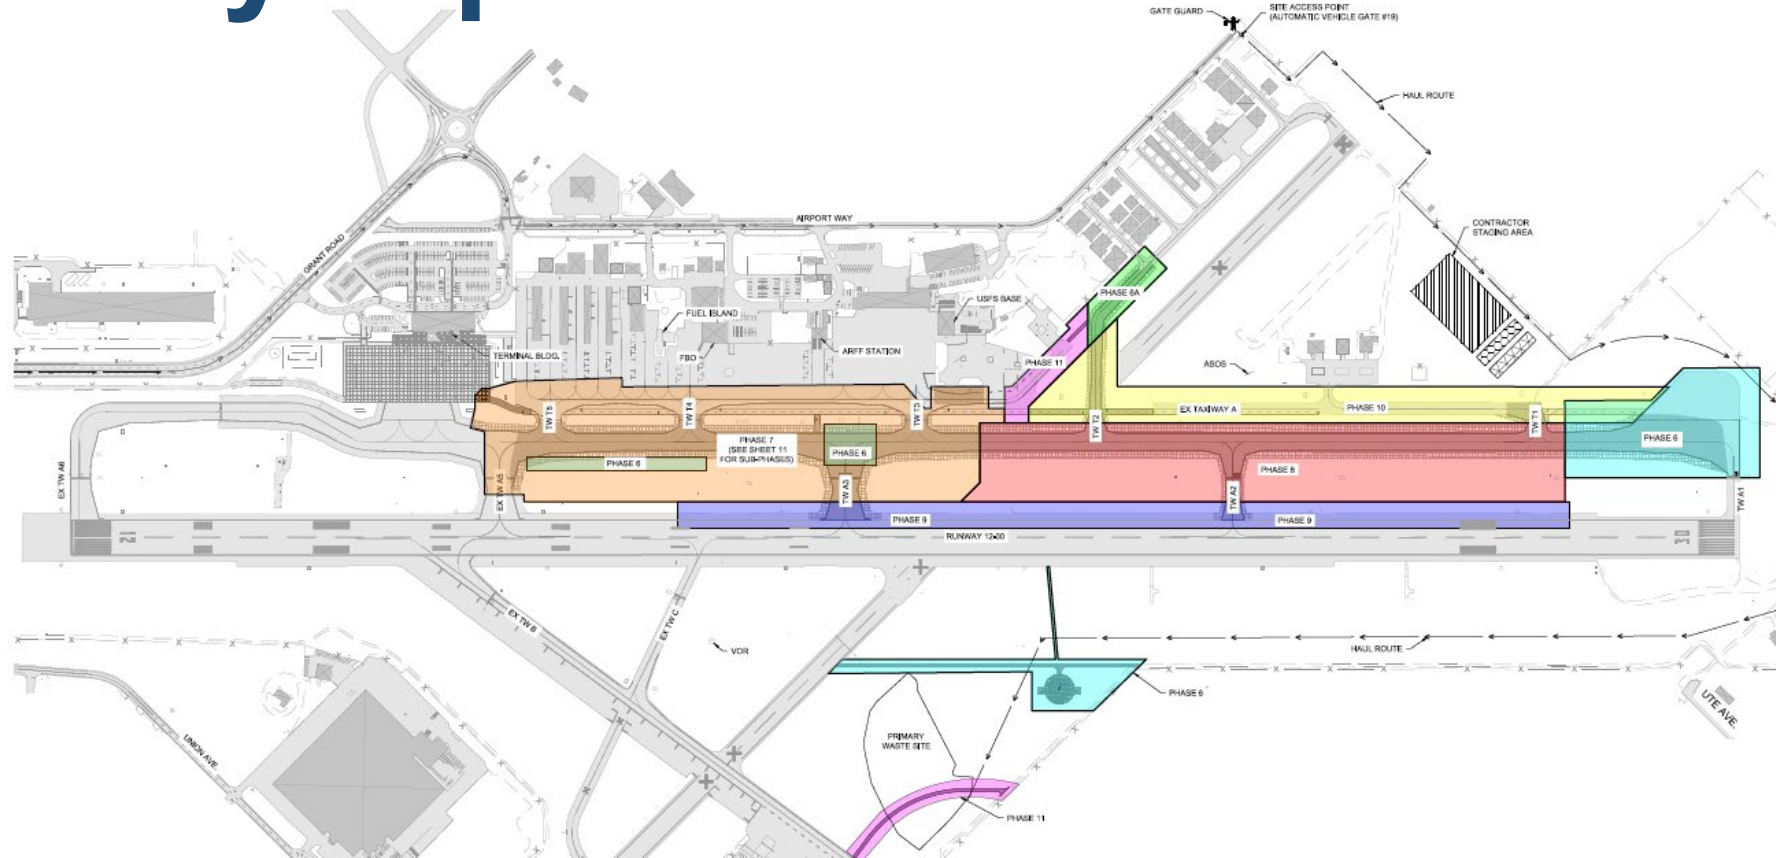 GATE GUARD
SITE ACCESS POINT
(AUTOMATIC VEHICLE GATE #19)
HAUL ROUTE
AIRPORT WAY
GRANT ROAD
CONTRACTOR
STAGING AREA
PHASE 6A
USFS BASE
FUEL ISLAND
TERMINAL BLDG.
FBO
ARFF STATION
PHASE 11
ASOS
TW T5
TW T4
TW T3
TW T2
EX TAXIWAY A
PHASE 10
TW T1
PHASE 7
(SEE SHEET 11
FOR SUB-PHASES)
PHASE 6
PHASE 6
PHASE 6
PHASE 8
EX TW A6
EX TW A5
TW A3
TW A2
TW A1
PHASE 9
PHASE 9
RUNWAY 12-30
12
30
EX TW B
EX TW C
VOR
HAUL ROUTE
PHASE 6
UTE AVE
UNION AVE.
PRIMARY
WASTE SITE
PHASE 11